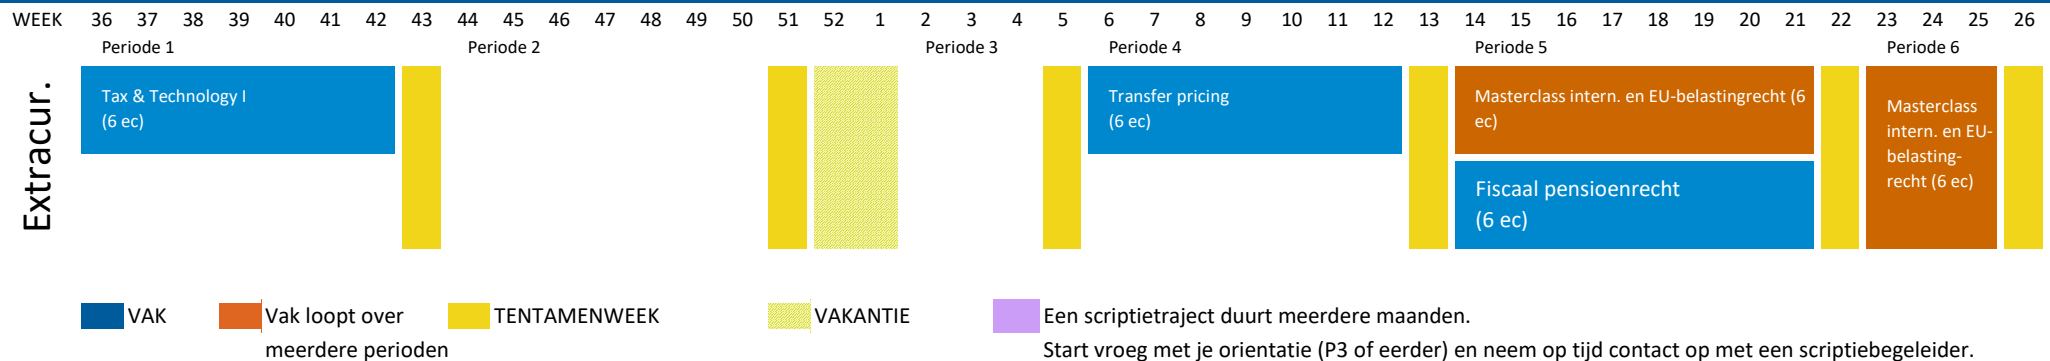 WEEK 36 37 38 39 40 41 42 43 44 45 46 47 48 49 50 51 52 1 2 3 4 5 6 7 8 9 10 11 12 13 14 15 16 17 18 19 20 21 22 23 24 25 26
Periode 1 Periode 2 Periode 3 Periode 4 Periode 5 Periode 6
Extracur.
Tax & Technology I
(6 ec)
Transfer pricing
(6 ec)
Masterclass intern. en EU-belastingrecht (6
ec)
Fiscaal pensioenrecht
(6 ec)
Masterclass
intern. en EU-
belasting-
recht (6 ec)
VAK
Vak loopt over
meerdere perioden
TENTAMENWEEK
VAKANTIE
Een scriptietraject duurt meerdere maanden.
Start vroeg met je orientatie (P3 of eerder) en neem op tijd contact op met een scriptiebegeleider.